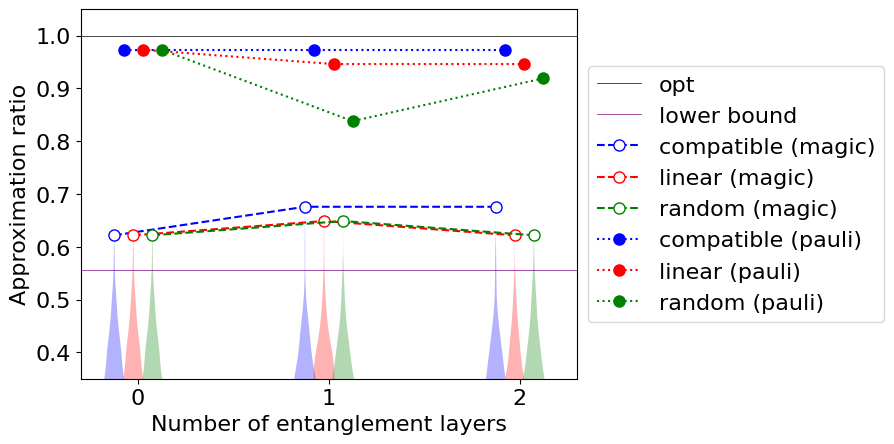 1.0
0.9
0.8
0.7
0.6
0.5
0.4
Approximation ratio
0 1 2
Number of entanglement layers
opt
lower bound
compatible (magic)
linear (magic)
random (magic)
compatible (pauli)
linear (pauli)
random (pauli)